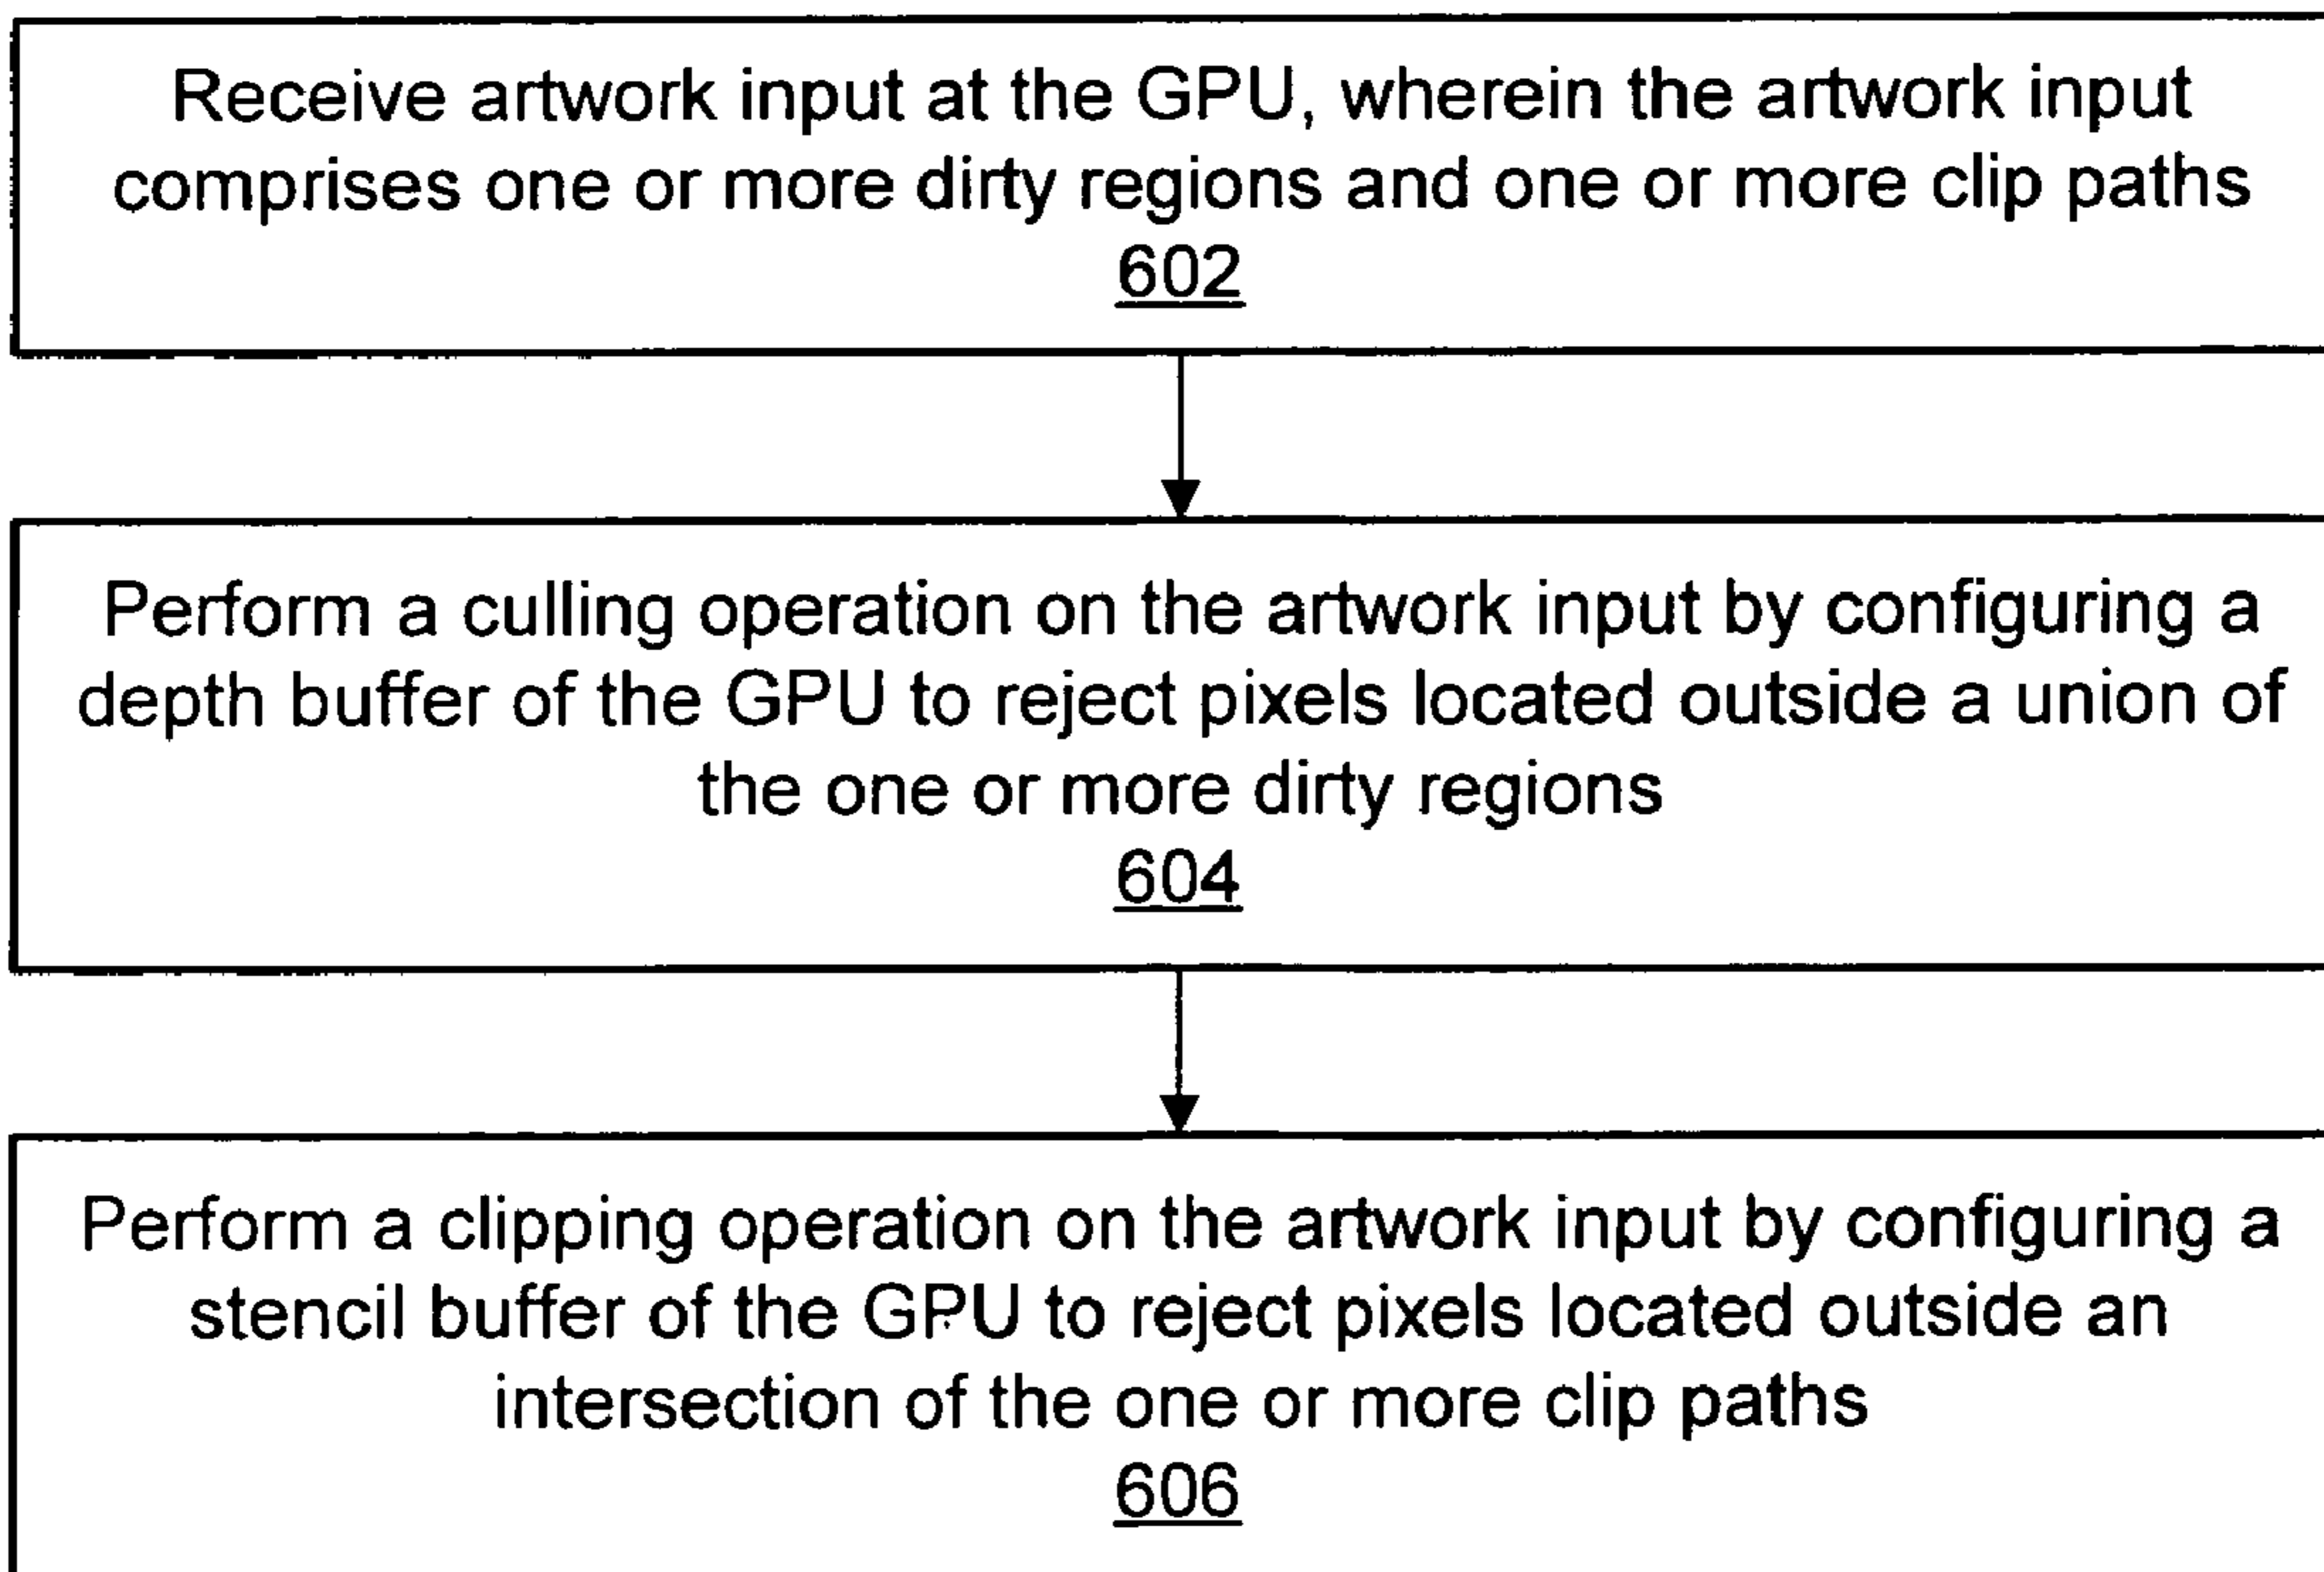 Receive artwork input at the GPU, wherein the artwork input
comprises one or more dirty regions and one or more clip paths
602
Perform a culling operation on the artwork input by configuring a
depth buffer of the GPU to reject pixels located outside a union of
the one or more dirty regions
604
Perform a clipping operation on the artwork input by configuring a
stencil buffer of the GPU to reject pixels located outside an
intersection of the one or more clip paths
606